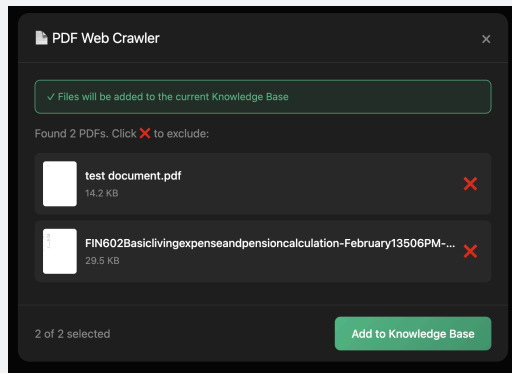 PDF Web Crawler
✓ Files will be added to the current Knowledge Base
Found 2 PDFs. Click ❌ to exclude:
test document.pdf
14.2 KB
FIN602Basiclivingexpenseandpensioncalculation-February13506PM-...
29.5 KB
2 of 2 selected
Add to Knowledge Base